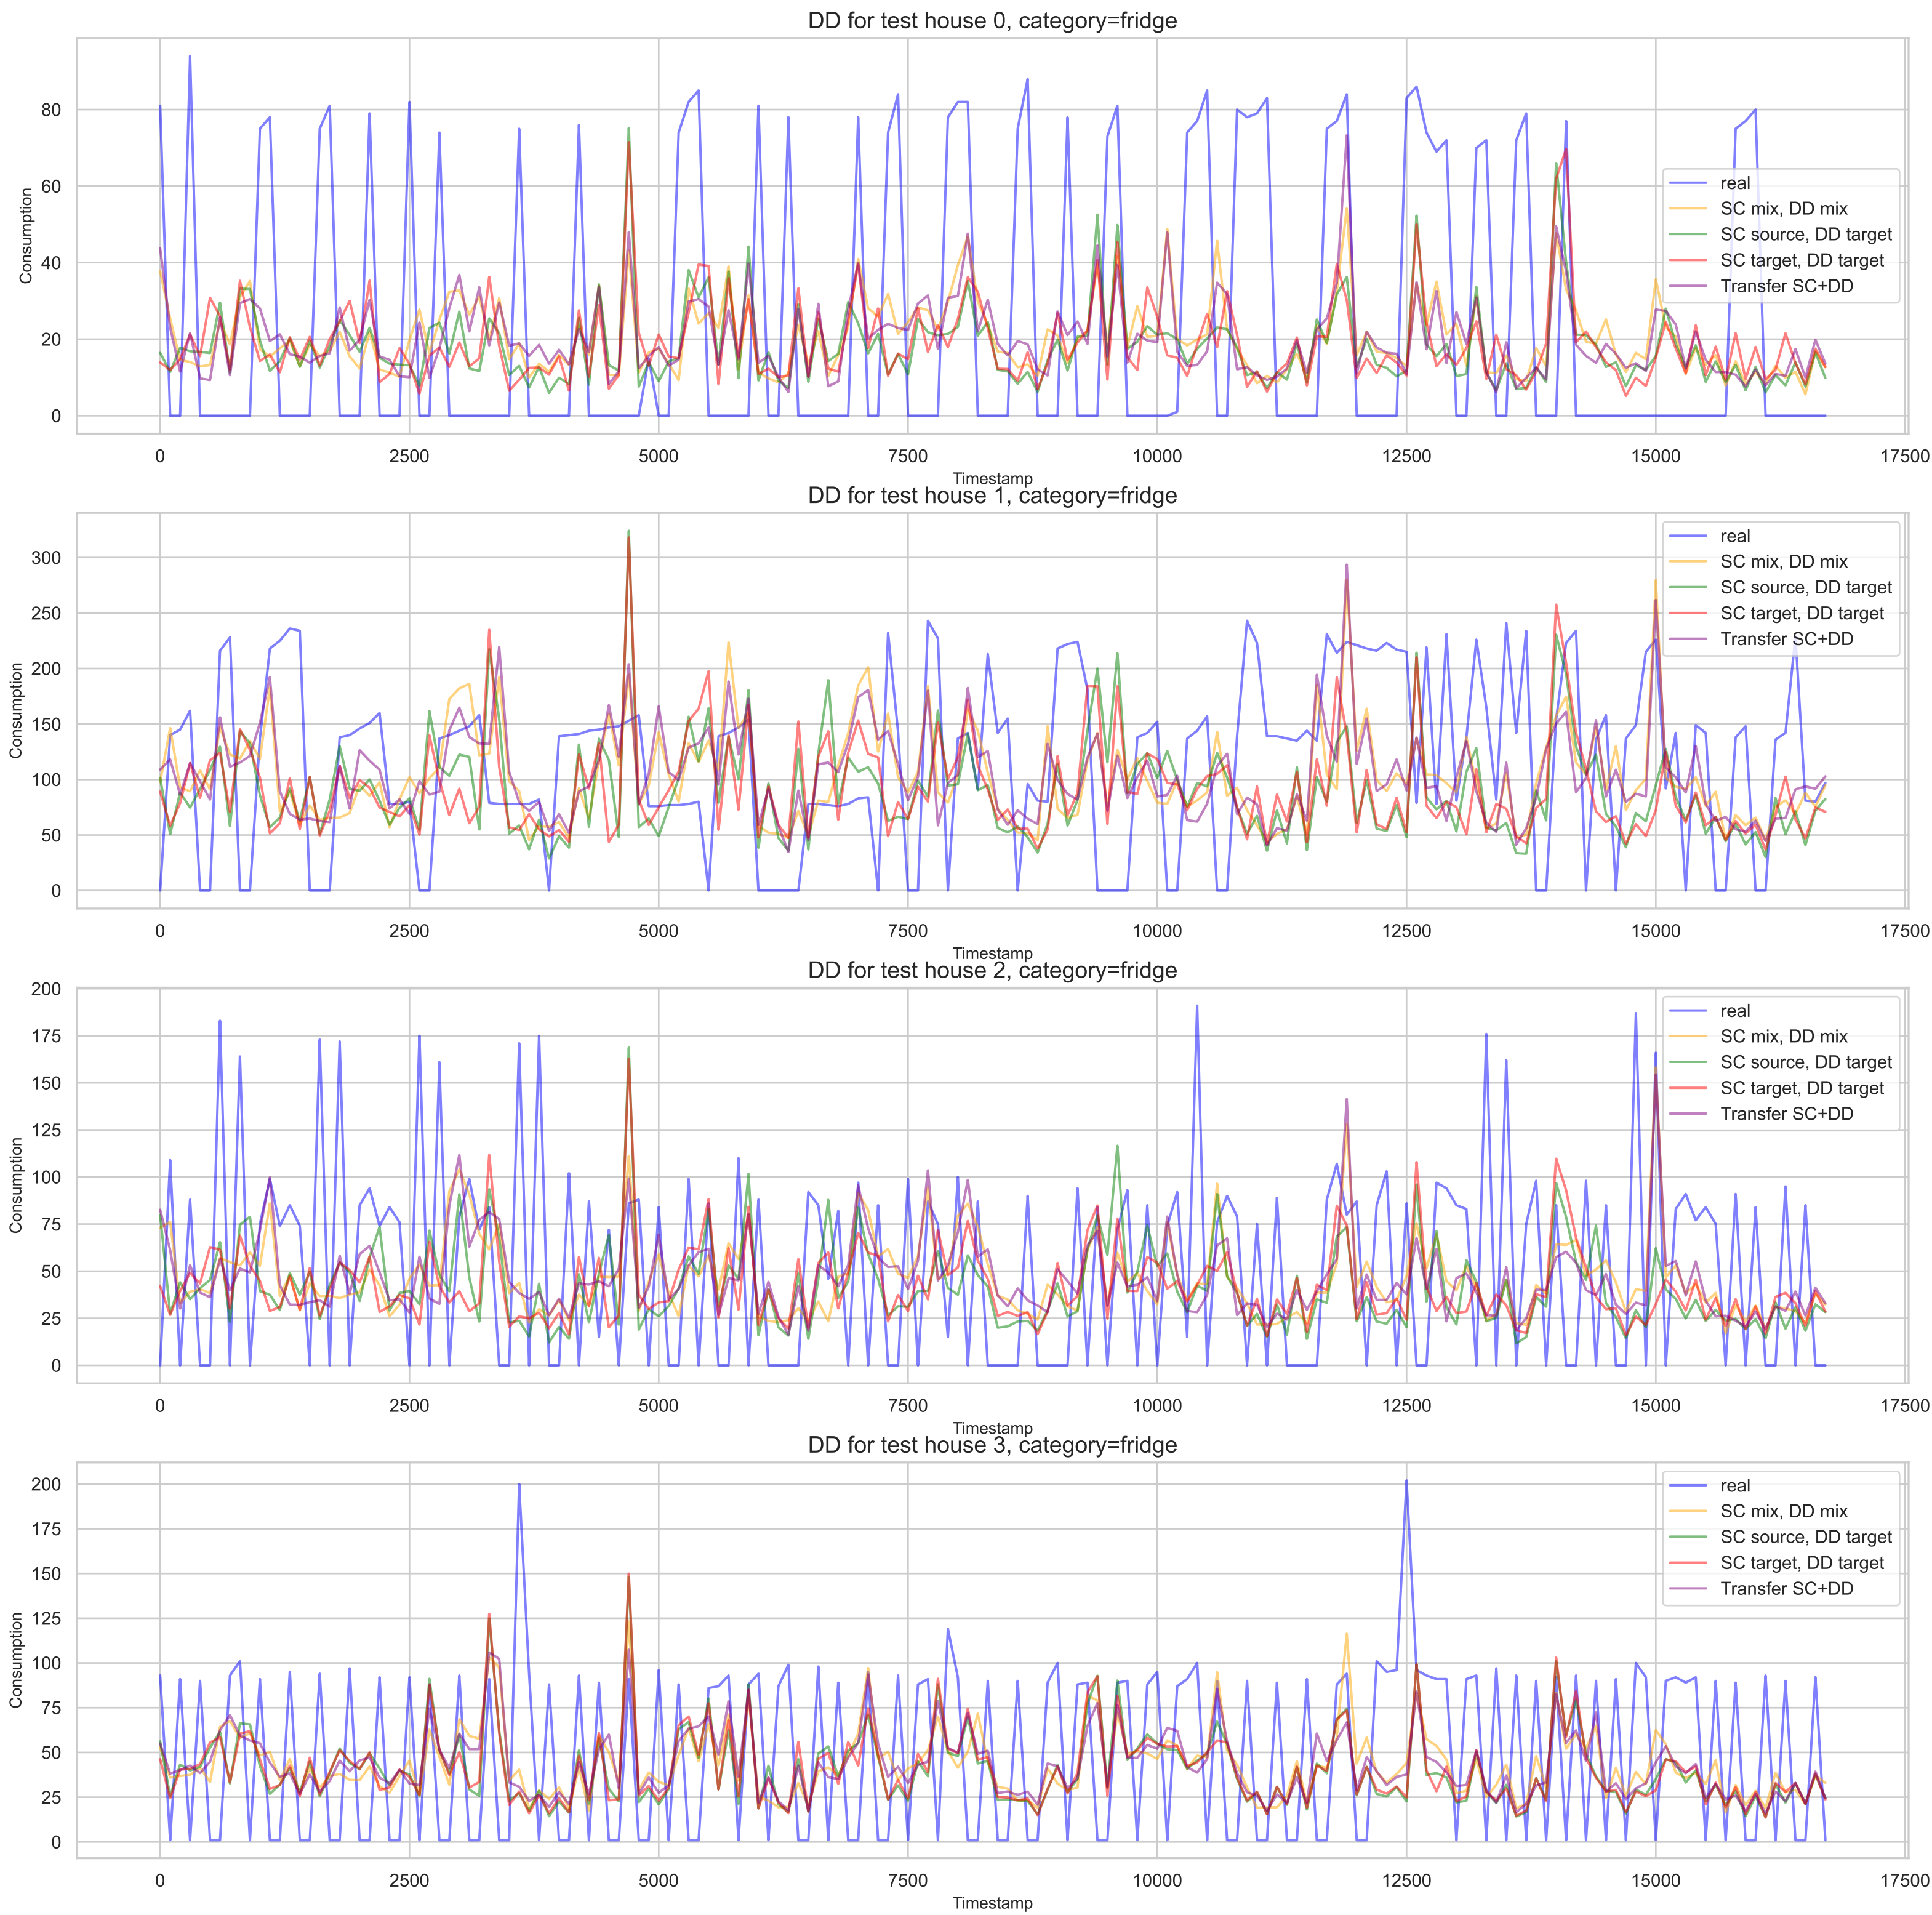 DD for test house 0, category=fridge
Consumption
80
60
40
20
0
real
SC mix, DD mix
SC source, DD target
SC target, DD target
Transfer SC+DD
0 2500 5000 7500 10000 12500 15000 17500
Timestamp
DD for test house 1, category=fridge
Consumption
300
250
200
150
100
50
0
real
SC mix, DD mix
SC source, DD target
SC target, DD target
Transfer SC+DD
0 2500 5000 7500 10000 12500 15000 17500
Timestamp
DD for test house 2, category=fridge
Consumption
200
175
150
125
100
75
50
25
0
real
SC mix, DD mix
SC source, DD target
SC target, DD target
Transfer SC+DD
0 2500 5000 7500 10000 12500 15000 17500
Timestamp
DD for test house 3, category=fridge
Consumption
200
175
150
125
100
75
50
25
0
real
SC mix, DD mix
SC source, DD target
SC target, DD target
Transfer SC+DD
0 2500 5000 7500 10000 12500 15000 17500
Timestamp